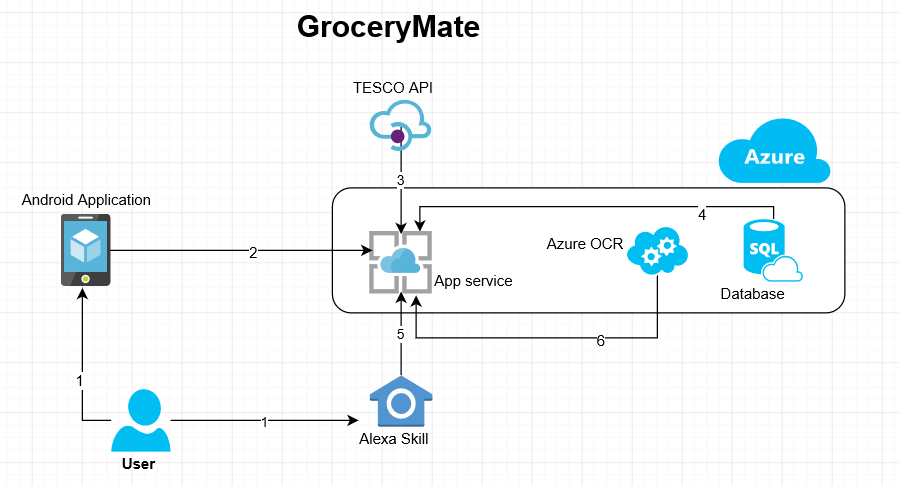 GroceryMate
TESCO API
Azure
3
Android Application
4
2
Azure OCR
SQL
App service
Database
5
6
1
1
Alexa Skill
User